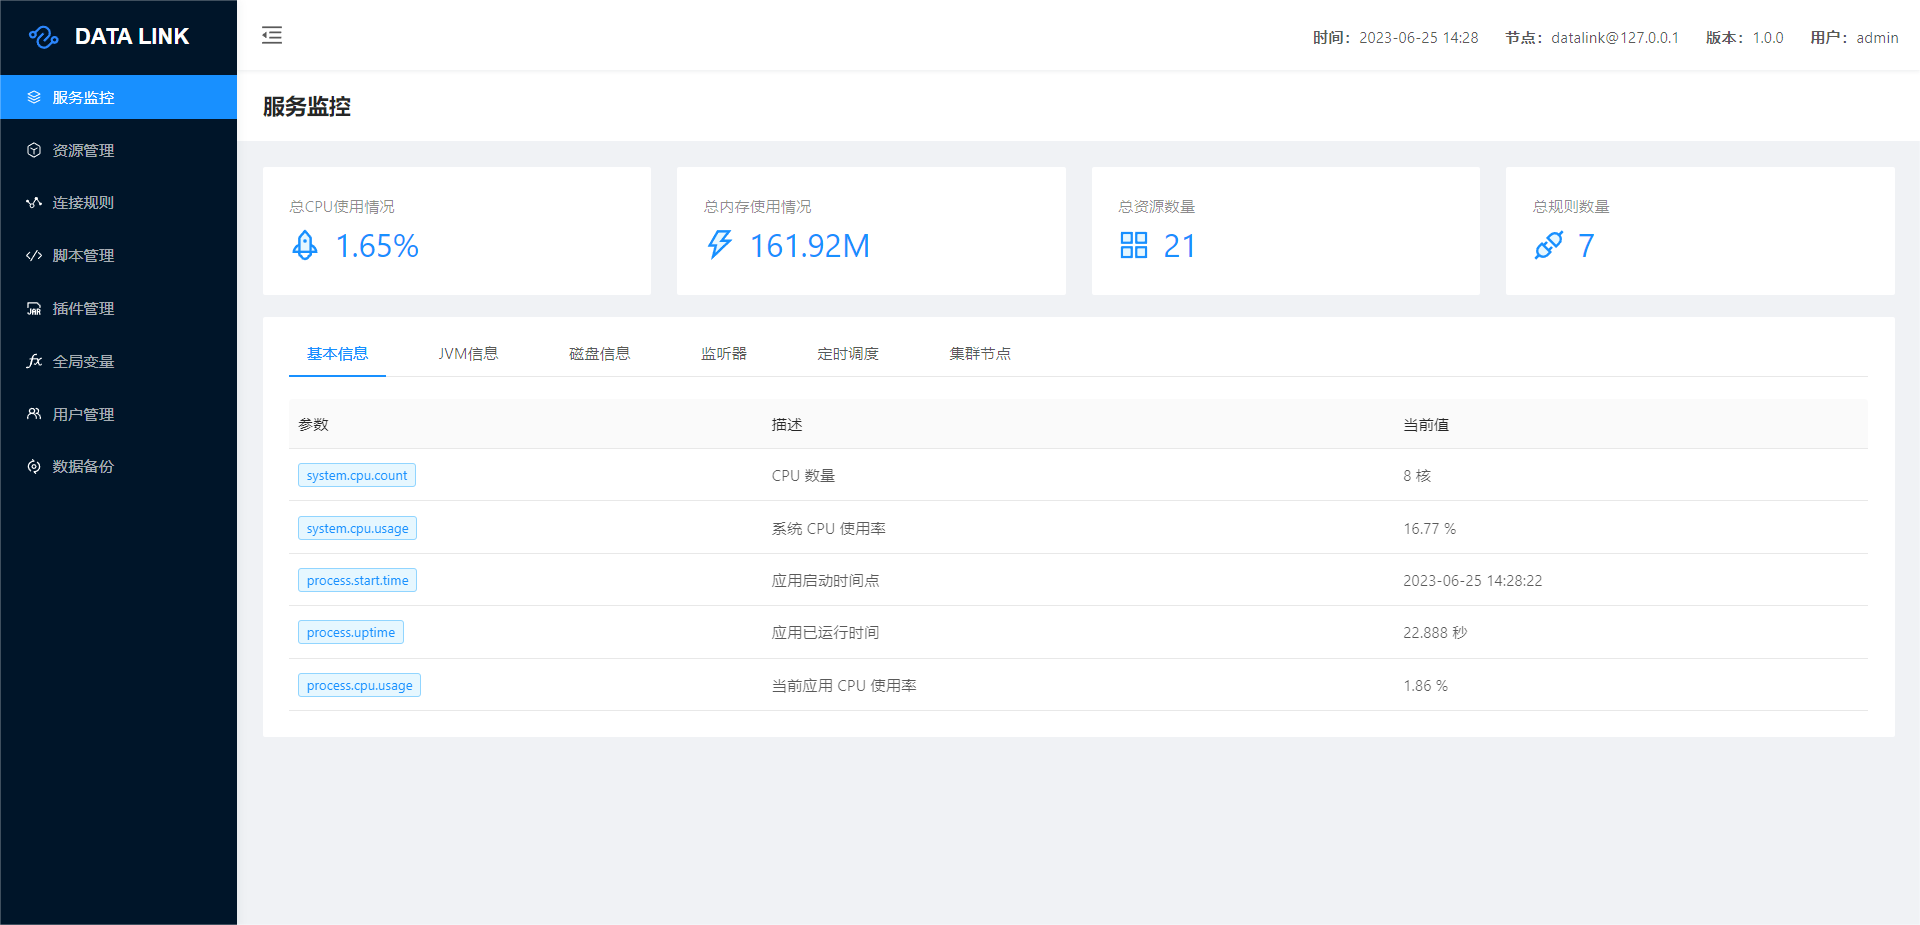 DATA LINK
时间：2023-06-25 14:28 节点：datalink@127.0.0.1 版本：1.0.0 用户：admin
服务监控
资源管理
连接规则
脚本管理
插件管理
全局变量
用户管理
数据备份
服务监控
总CPU使用情况
1.65%
总内存使用情况
161.92M
总资源数量
21
总规则数量
7
基本信息 JVM信息 磁盘信息 监听器 定时调度 集群节点
参数 描述 当前值
system.cpu.count CPU 数量 8 核
system.cpu.usage 系统 CPU 使用率 16.77 %
process.start.time 应用启动时间点 2023-06-25 14:28:22
process.uptime 应用已运行时间 22.888 秒
process.cpu.usage 当前应用 CPU 使用率 1.86 %